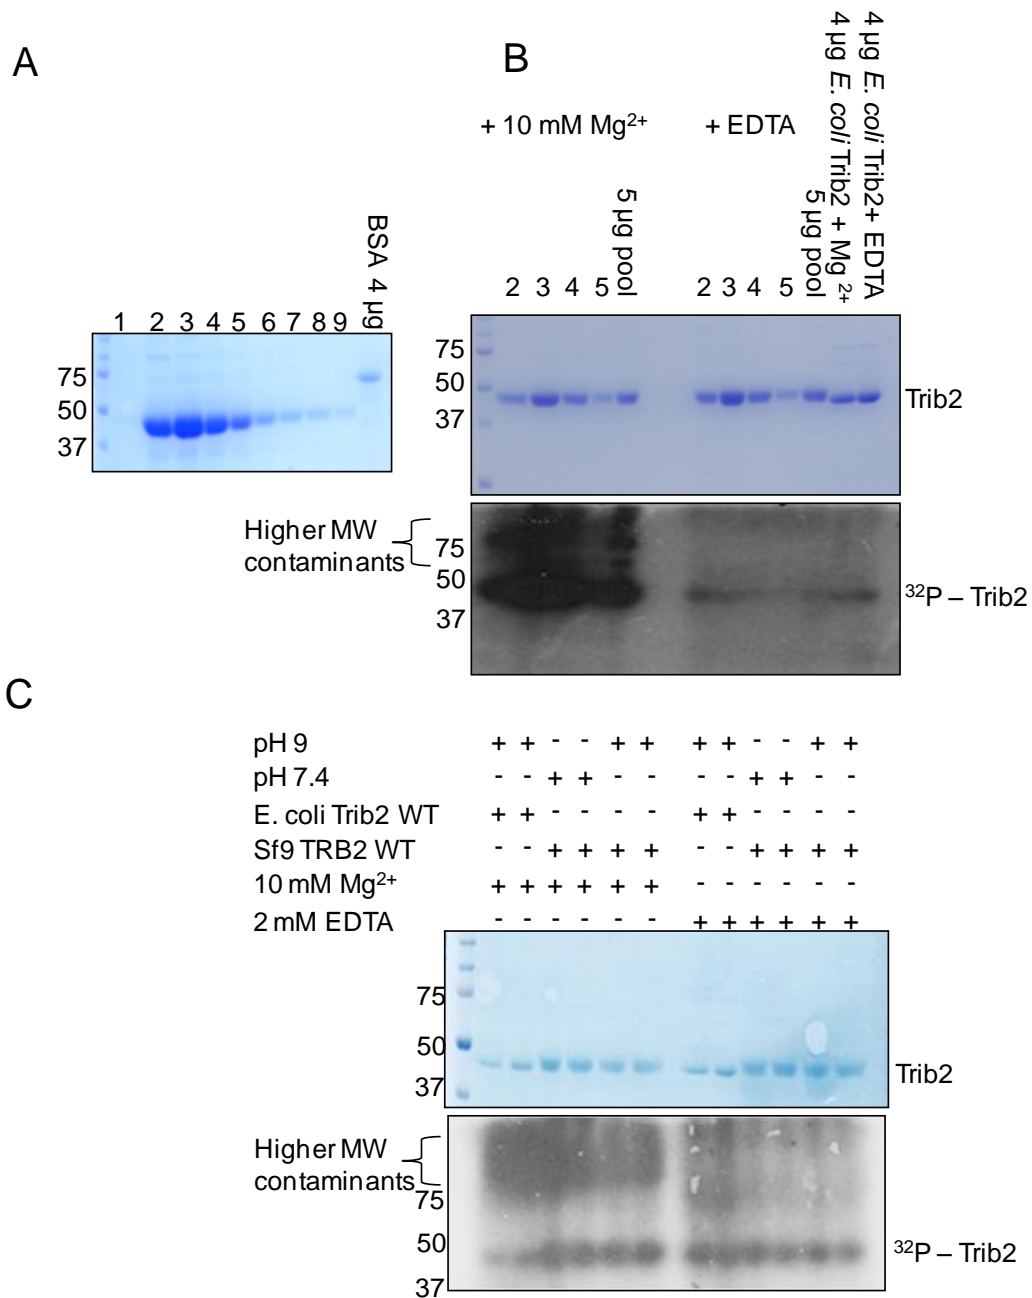 A
BSA 4 µg
1 2 3 4 5 6 7 8 9
75
50
37
B
+ 10 mM Mg²⁺
+ EDTA
4 µg E. coli Trib2 + Mg ²⁺
4 µg E. coli Trib2+ EDTA
2 3 4 5 5 µg pool
2 3 4 5 5 µg pool
75
50
37
Trib2
Higher MW
contaminants
75
50
37
³²P – Trib2
C
pH 9 + + - - + + + + - - + +
pH 7.4 - - + + - - - - + + - -
E. coli Trib2 WT + + - - - - + + - - - -
Sf9 TRB2 WT - - + + + + - - + + + +
10 mM Mg²⁺ + + + + + + - - - - - -
2 mM EDTA - - - - - - + + + + + +
75
50
37
Trib2
Higher MW
contaminants
75
50
37
³²P – Trib2